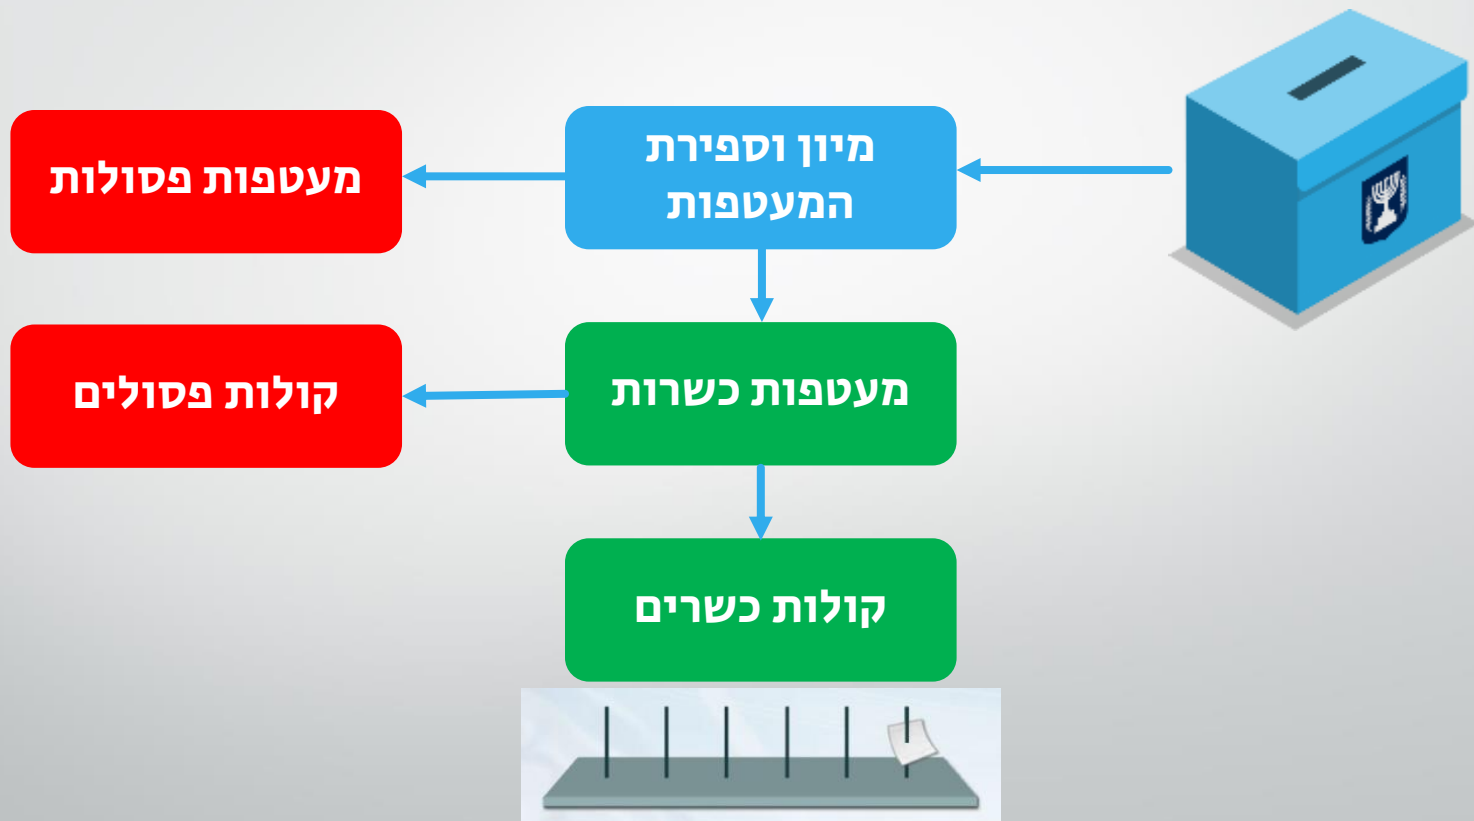 מיון וספירת
המעטפות
מעטפות פסולות
מעטפות כשרות
קולות פסולים
קולות כשרים